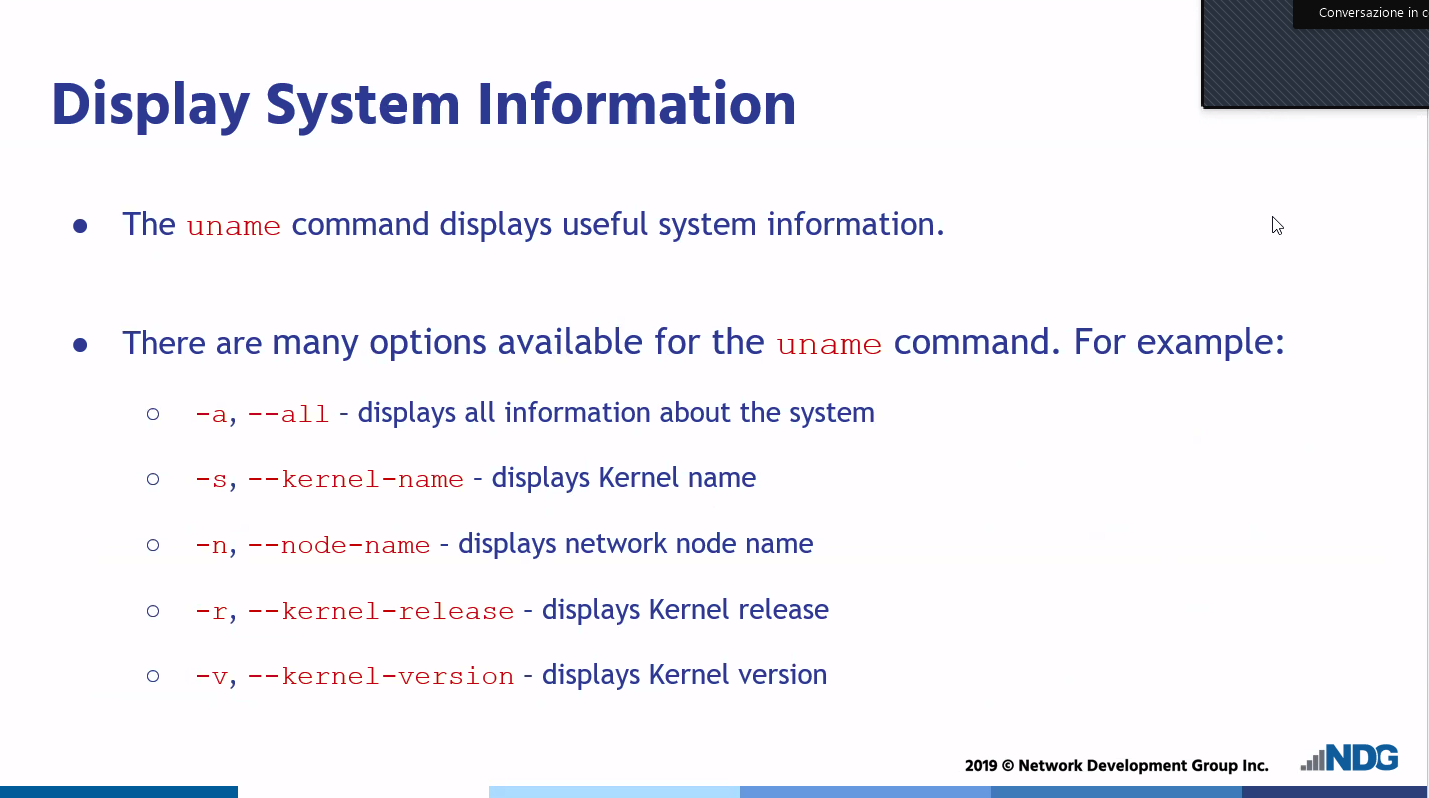 Conversazione in c
Display System Information
● The uname command displays useful system information.
● There are many options available for the uname command. For example:
○ -a, --all – displays all information about the system
○ -s, --kernel-name – displays Kernel name
○ -n, --node-name – displays network node name
○ -r, --kernel-release – displays Kernel release
○ -v, --kernel-version – displays Kernel version
2019 © Network Development Group Inc.
NDG